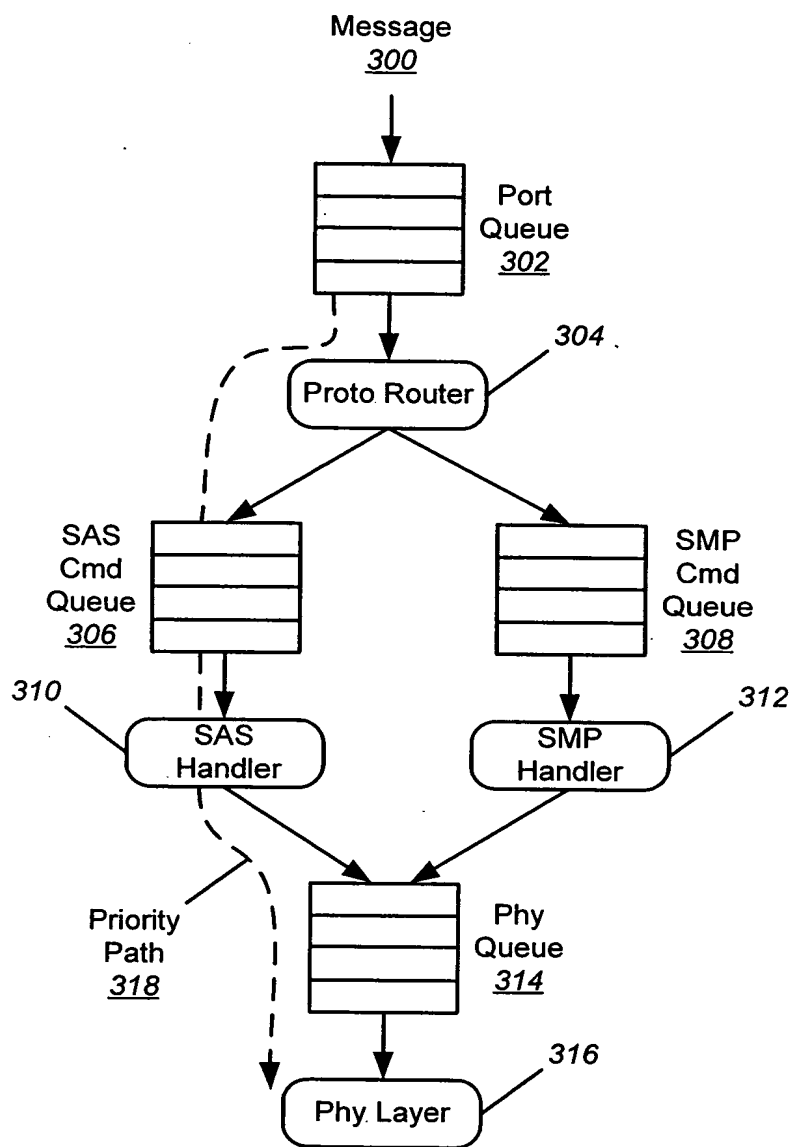 Message
300
Port
Queue
302
304
Proto Router
SAS
Cmd
Queue
306
SMP
Cmd
Queue
308
310
SAS
Handler
312
SMP
Handler
Priority
Path
318
Phy
Queue
314
316
Phy Layer